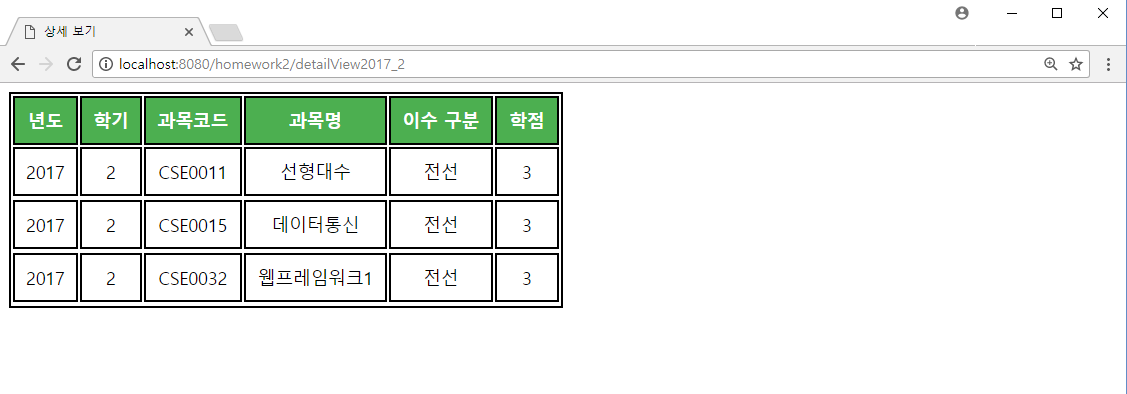 상세 보기
localhost:8080/homework2/detailView2017_2
년도 학기 과목코드 과목명 이수 구분 학점
2017 2 CSE0011 선형대수 전선 3
2017 2 CSE0015 데이터통신 전선 3
2017 2 CSE0032 웹프레임워크1 전선 3